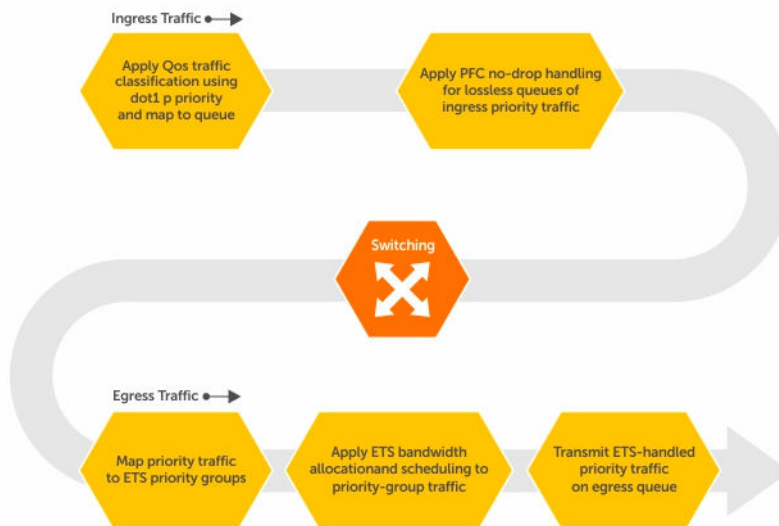 Ingress Traffic
Apply Qos traffic
classification using
dot1 p priority
and map to queue
Apply PFC no-drop handling
for lossless queues of
ingress priority traffic
Switching
Egress Traffic
Map priority traffic
to ETS priority groups
Apply ETS bandwidth
allocationand scheduling to
priority-group traffic
Transmit ETS-handled
priority traffic
on egress queue